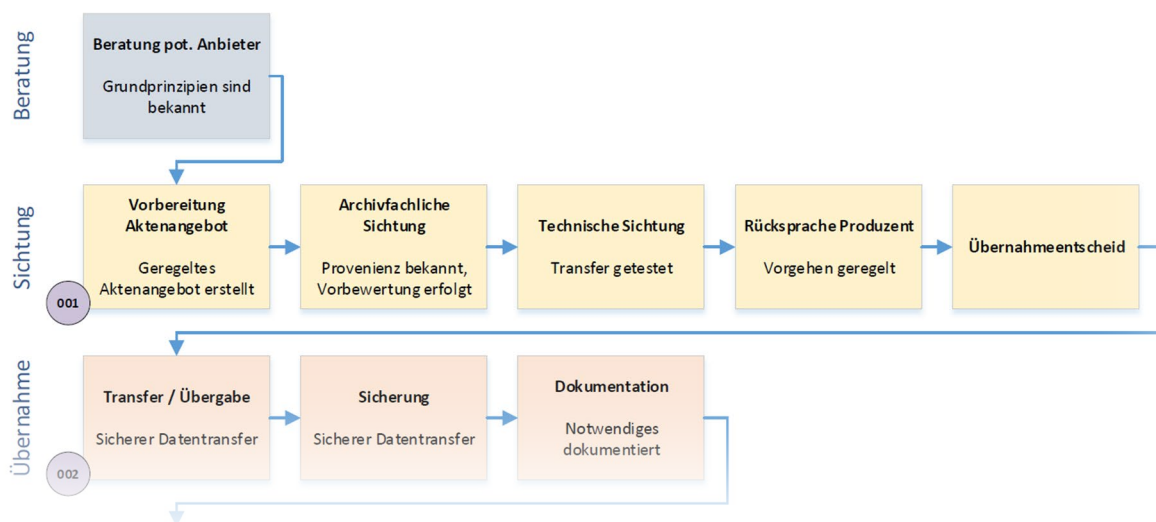 Beratung
Beratung pot. Anbieter
Grundprinzipien sind
bekannt
Sichtung
Vorbereitung
Aktenangebot
Geregeltes
Aktenangebot erstellt
001
Archivfachliche
Sichtung
Provenienz bekannt,
Vorbewertung erfolgt
Technische Sichtung
Transfer getestet
Rücksprache Produzent
Vorgehen geregelt
Übernahmeentscheid
Übernahme
Transfer / Übergabe
Sicherer Datentransfer
002
Sicherung
Sicherer Datentransfer
Dokumentation
Notwendiges
dokumentiert